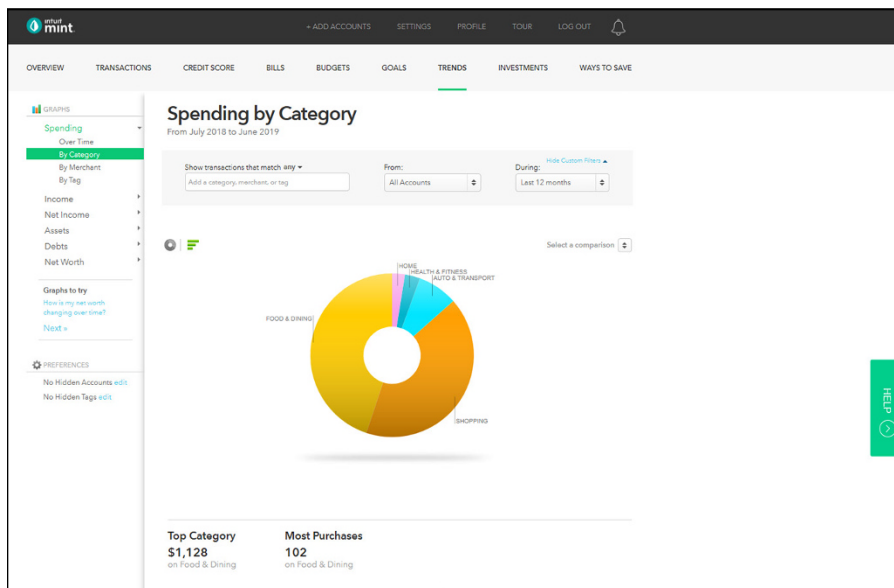 intuit
mint
+ ADD ACCOUNTS SETTINGS PROFILE TOUR LOG OUT
OVERVIEW TRANSACTIONS CREDIT SCORE BILLS BUDGETS GOALS TRENDS INVESTMENTS WAYS TO SAVE
GRAPHS
Spending
Over Time
By Category
By Merchant
By Tag
Income
Net Income
Assets
Debts
Net Worth
Graphs to try
How is my net worth
changing over time?
Next »
PREFERENCES
No Hidden Accounts edit
No Hidden Tags edit
Spending by Category
From July 2018 to June 2019
Hide Custom Filters
Show transactions that match any From: During:
Add a category, merchant, or tag All Accounts Last 12 months
Select a comparison
HOME
HEALTH & FITNESS
AUTO & TRANSPORT
FOOD & DINING
SHOPPING
Top Category Most Purchases
$1,128 102
on Food & Dining on Food & Dining
HELP